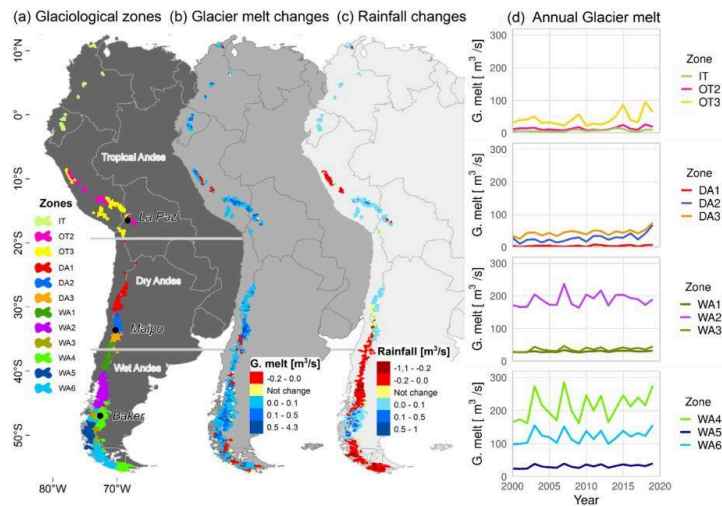 (a) Glaciological zones (b) Glacier melt changes (c) Rainfall changes (d) Annual Glacier melt
10°N
0°
10°S
20°S
30°S
40°S
50°S
80°W 70°W
Tropical Andes
La Paz
Dry Andes
Maipo
Wet Andes
Baker
Zones
IT
OT2
OT3
DA1
DA2
DA3
WA1
WA2
WA3
WA4
WA5
WA6
G. melt [m³/s]
-0.2 - 0.0
Not change
0.0 - 0.1
0.1 - 0.5
0.5 - 4.3
Rainfall [m³/s]
-1,1 - -0.2
-0.2 - 0.0
Not change
0.0 - 0.1
0.1 - 0.5
0.5 - 1
G. melt [ m³ /s]
300
200
100
0
Zone
IT
OT2
OT3
G. melt [ m³ /s]
300
200
100
0
Zone
DA1
DA2
DA3
G. melt [ m³ /s]
300
200
100
0
Zone
WA1
WA2
WA3
G. melt [ m³ /s]
300
200
100
0
Zone
WA4
WA5
WA6
2000 2005 2010 2015 2020
Year